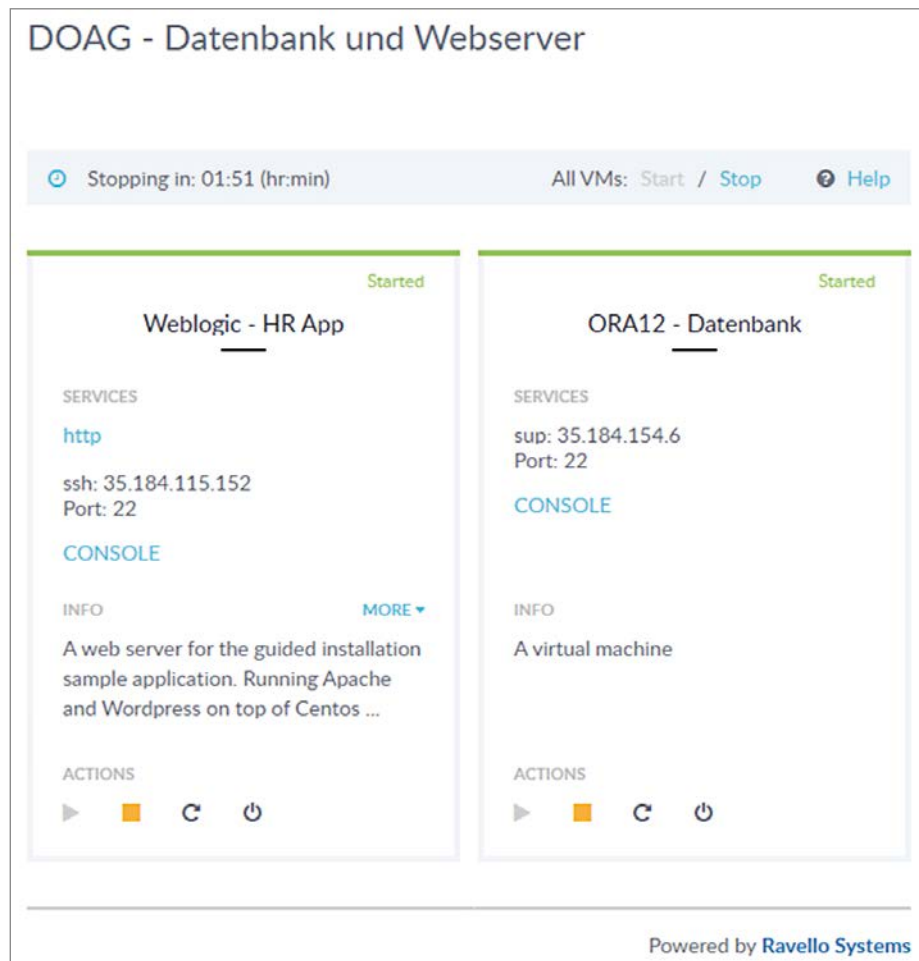 DOAG - Datenbank und Webserver
Stopping in: 01:51 (hr:min)
All VMs: Start / Stop
Help
Started
Weblogic - HR App
SERVICES
http
ssh: 35.184.115.152
Port: 22
CONSOLE
INFO
MORE
A web server for the guided installation
sample application. Running Apache
and Wordpress on top of Centos ...
ACTIONS
Started
ORA12 - Datenbank
SERVICES
sup: 35.184.154.6
Port: 22
CONSOLE
INFO
A virtual machine
ACTIONS
Powered by Ravello Systems